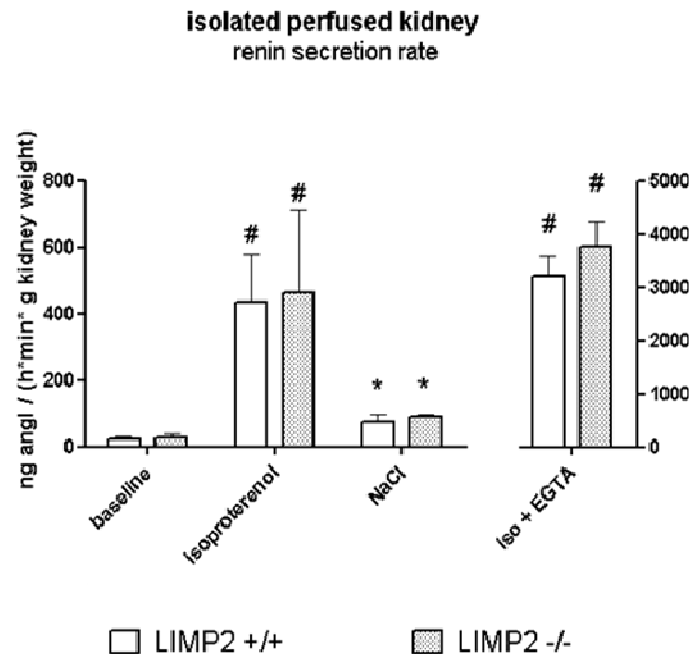 isolated perfused kidney
renin secretion rate
ng angI / (h*min* g kidney weight)
800
600
400
200
0
5000
4000
3000
2000
1000
0
#
#
*
*
#
#
baseline
Isoproterenol
NaCl
Iso + EGTA
LIMP2 +/+
LIMP2 -/-